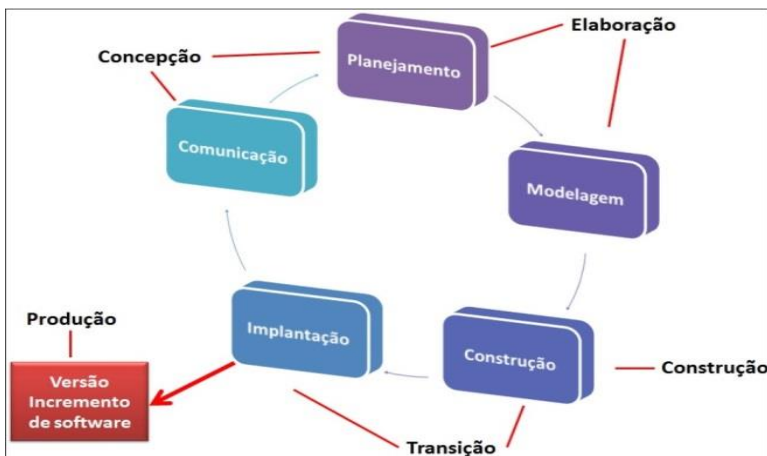 Elaboração
Concepção
Planejamento
Comunicação
Modelagem
Produção
Implantação
Construção
Construção
Versão
Incremento
de software
Transição